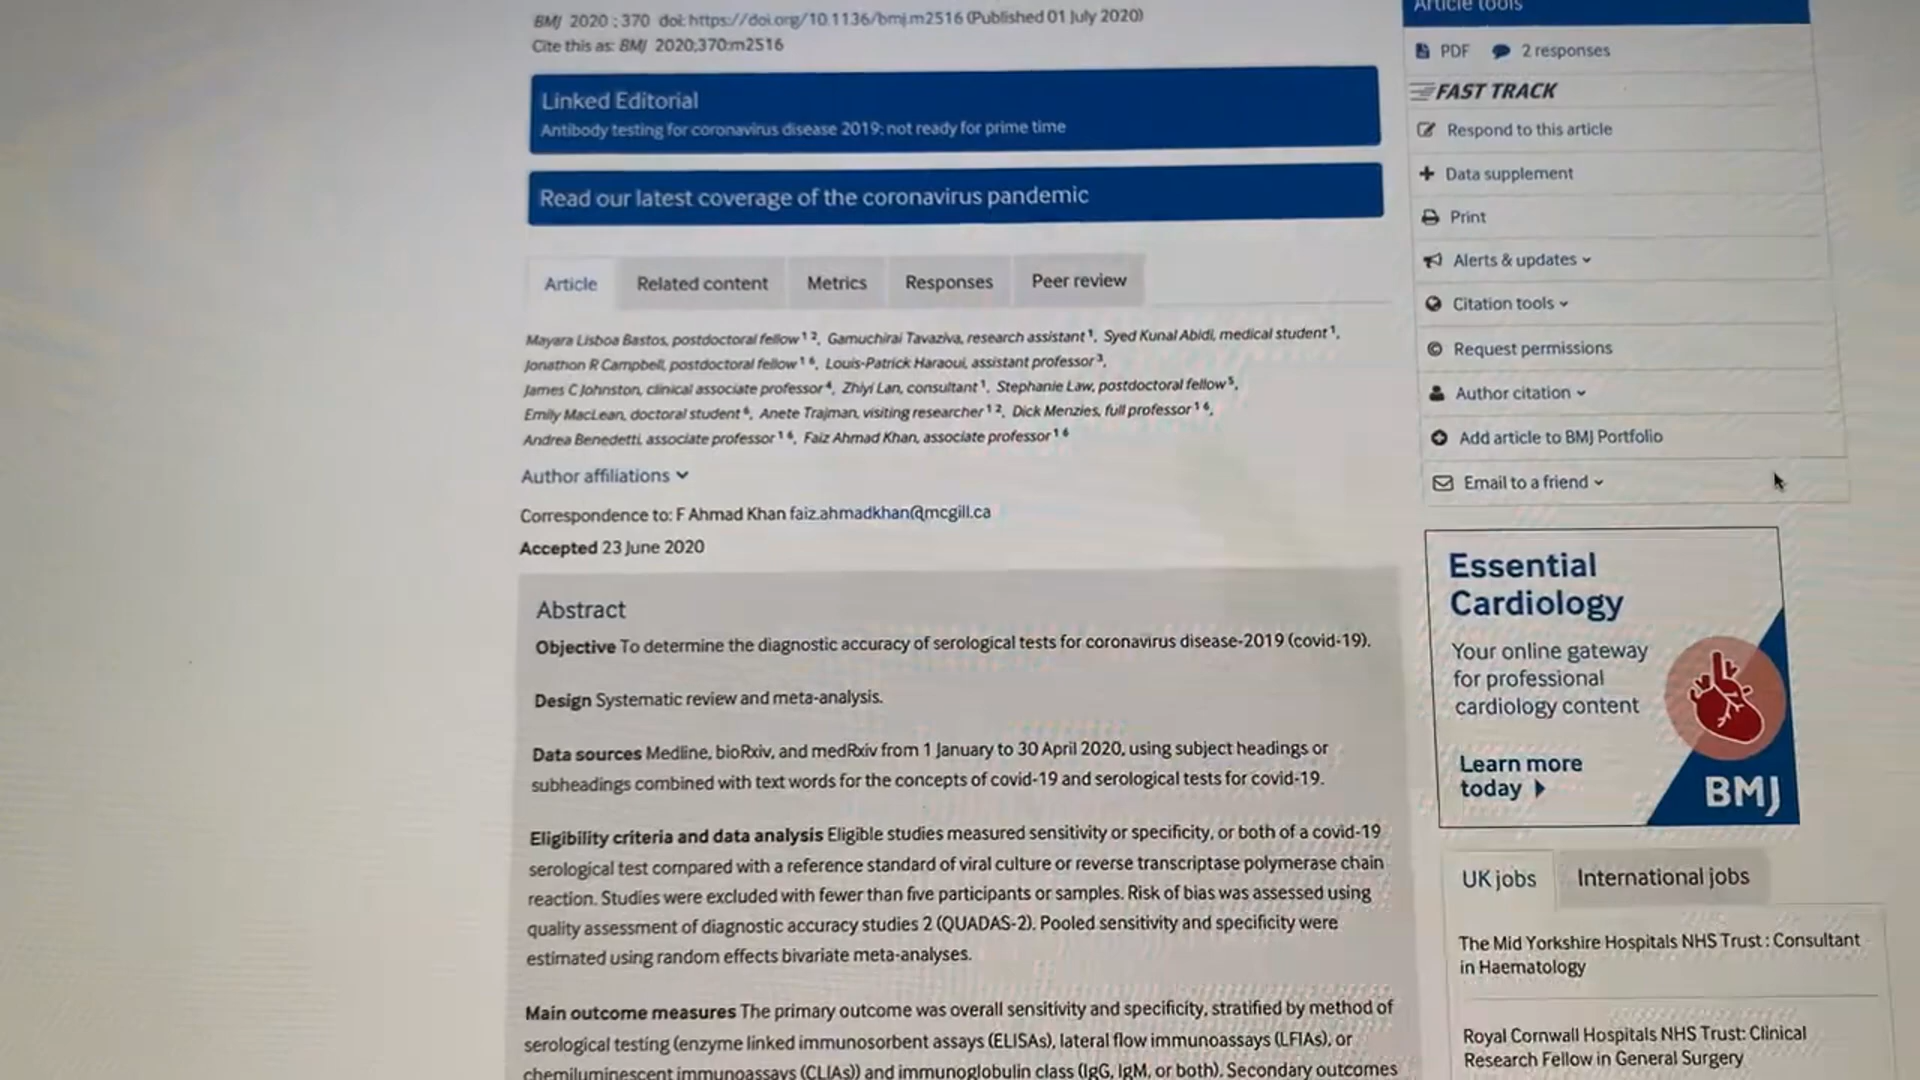 BMJ 2020 ; 370 doi: https://doi.org/10.1136/bmj.m2516 (Published 01 July 2020)
Cite this as: BMJ 2020;370:m2516
Linked Editorial
Antibody testing for coronavirus disease 2019: not ready for prime time
Read our latest coverage of the coronavirus pandemic
Article Related content Metrics Responses Peer review
Mayara Lisboa Bastos, postdoctoral fellow 1 2, Gamuchirai Tavaziva, research assistant 1, Syed Kunal Abidi, medical student 1,
Jonathon R Campbell, postdoctoral fellow 1 6, Louis-Patrick Haraoui, assistant professor 3,
James C Johnston, clinical associate professor 4, Zhiyi Lan, consultant 1, Stephanie Law, postdoctoral fellow 5,
Emily MacLean, doctoral student 6, Anete Trajman, visiting researcher 1 2, Dick Menzies, full professor 1 6,
Andrea Benedetti, associate professor 1 6, Faiz Ahmad Khan, associate professor 1 6
Author affiliations
Correspondence to: F Ahmad Khan faiz.ahmadkhan@mcgill.ca
Accepted 23 June 2020
Abstract
Objective To determine the diagnostic accuracy of serological tests for coronavirus disease-2019 (covid-19).
Design Systematic review and meta-analysis.
Data sources Medline, bioRxiv, and medRxiv from 1 January to 30 April 2020, using subject headings or
subheadings combined with text words for the concepts of covid-19 and serological tests for covid-19.
Eligibility criteria and data analysis Eligible studies measured sensitivity or specificity, or both of a covid-19
serological test compared with a reference standard of viral culture or reverse transcriptase polymerase chain
reaction. Studies were excluded with fewer than five participants or samples. Risk of bias was assessed using
quality assessment of diagnostic accuracy studies 2 (QUADAS-2). Pooled sensitivity and specificity were
estimated using random effects bivariate meta-analyses.
Main outcome measures The primary outcome was overall sensitivity and specificity, stratified by method of
serological testing (enzyme linked immunosorbent assays (ELISAs), lateral flow immunoassays (LFIAs), or
chemiluminescent immunoassays (CLIAs)) and immunoglobulin class (IgG, IgM, or both). Secondary outcomes
Article tools
PDF 2 responses
FAST TRACK
Respond to this article
Data supplement
Print
Alerts & updates
Citation tools
Request permissions
Author citation
Add article to BMJ Portfolio
Email to a friend
Essential
Cardiology
Your online gateway
for professional
cardiology content
Learn more
today
BMJ
UK jobs International jobs
The Mid Yorkshire Hospitals NHS Trust : Consultant
in Haematology
Royal Cornwall Hospitals NHS Trust: Clinical
Research Fellow in General Surgery